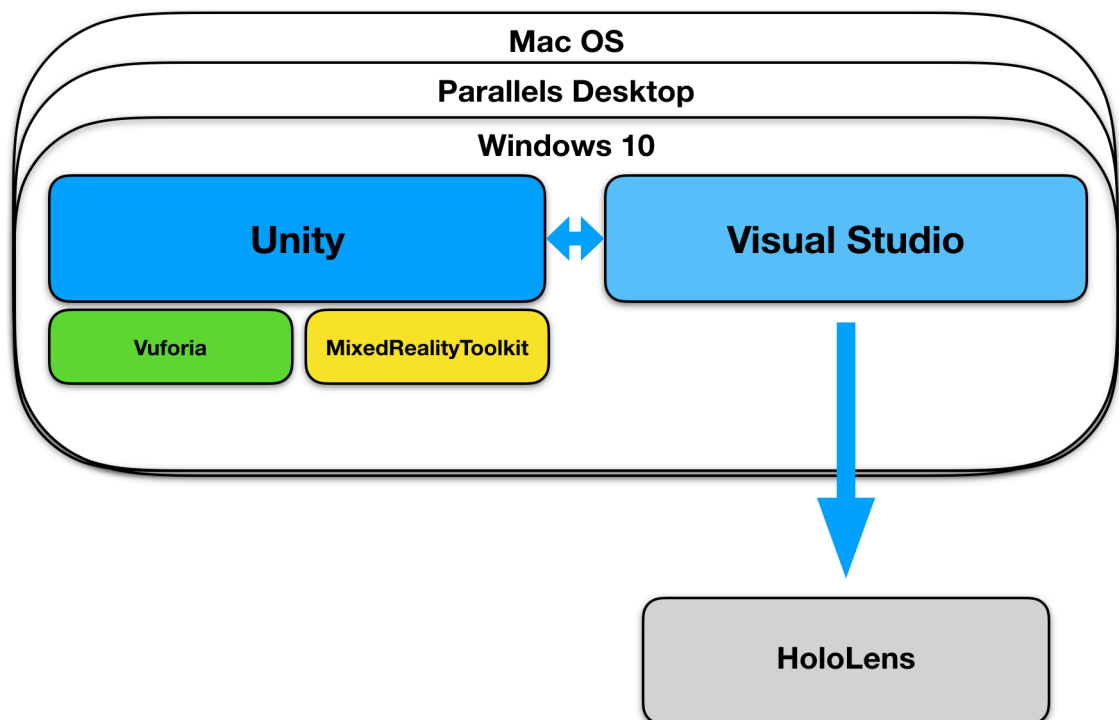 Mac OS
Parallels Desktop
Windows 10
Unity
Visual Studio
Vuforia
MixedRealityToolkit
HoloLens